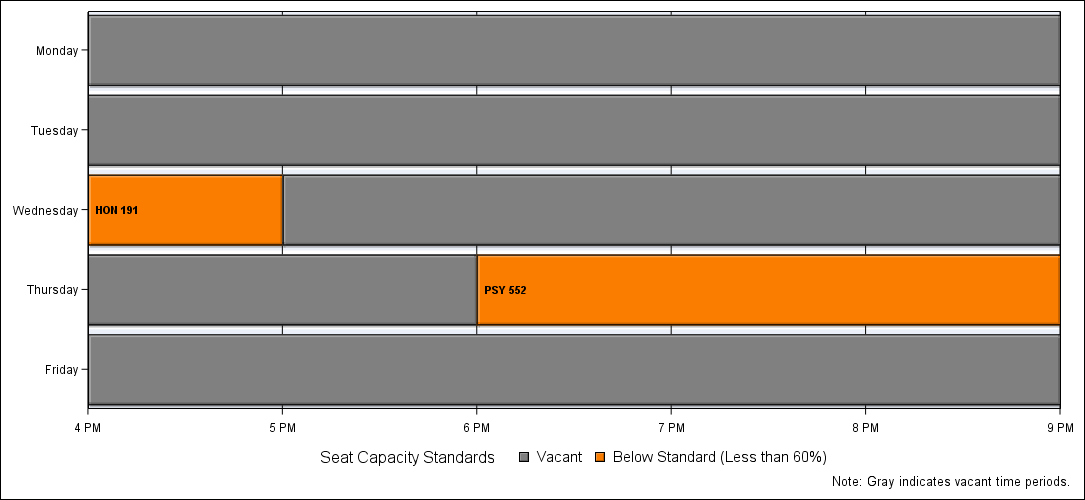 Monday
Tuesday
Wednesday
HON 191
Thursday
PSY 552
Friday
4 PM 5 PM 6 PM 7 PM 8 PM 9 PM
Seat Capacity Standards Vacant Below Standard (Less than 60%)
Note: Gray indicates vacant time periods.